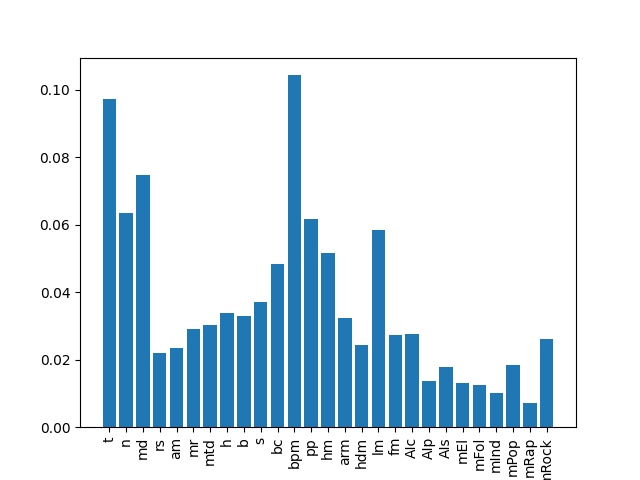 0.10
0.08
0.06
0.04
0.02
0.00
t
n
md
rs
am
mr
mtd
h
b
s
bc
bpm
pp
hm
arm
hdm
lm
fm
Alc
Alp
Als
mEl
mFol
mInd
mPop
mRap
mRock